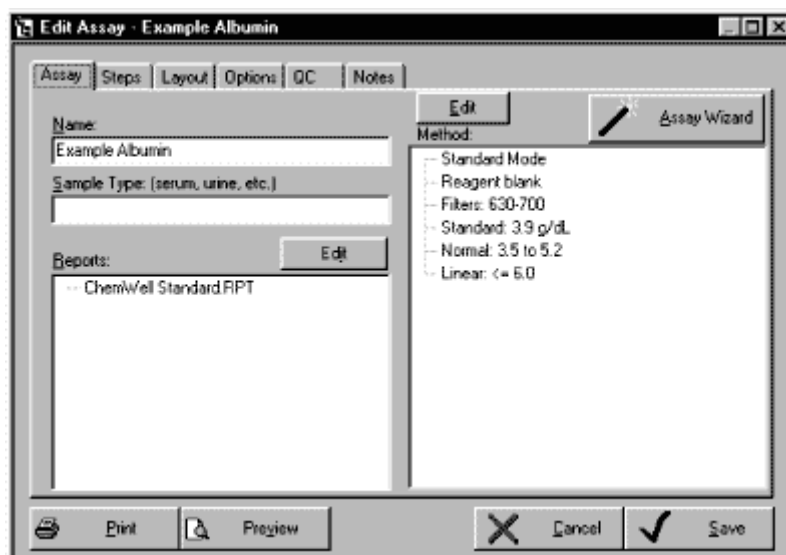 Edit Assay - Example Albumin
Assay Steps Layout Options QC Notes
Name:
Example Albumin
Sample Type: (serum, urine, etc.)
Reports:
Edit
ChemWell Standard.RPT
Edit
Assay Wizard
Method:
Standard Mode
Reagent blank
Filters: 630-700
Standard: 3.9 g/dL
Normal: 3.5 to 5.2
Linear: <= 6.0
Print
Preview
Cancel
Save